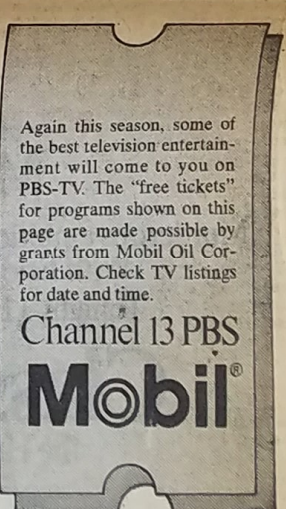 Again this season, some of
the best television entertain-
ment will come to you on
PBS-TV. The “free tickets”
for programs shown on this
page are made possible by
grants from Mobil Oil Cor-
poration. Check TV listings
for date and time.
Channel 13 PBS
Mobil®